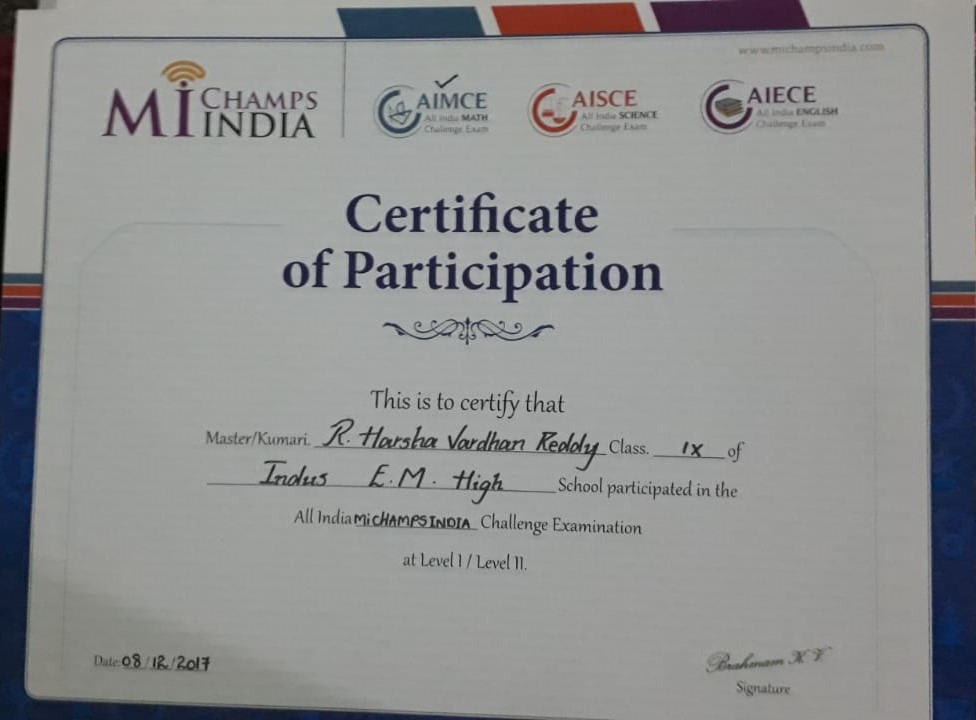 www.michampsindia.com
MI CHAMPS INDIA
AIMCE
All India MATH
Challenge Exam
AISCE
All India SCIENCE
Challenge Exam
AIECE
All India ENGLISH
Challenge Exam
Certificate
of Participation
This is to certify that
Master/Kumari. R. Harsha Vardhan Reddy Class. IX of
Indus E.M. High School participated in the
All India MiCHAMPSINDIA Challenge Examination
at Level I / Level II.
Date: 08/12/2017
Brahmam K V
Signature